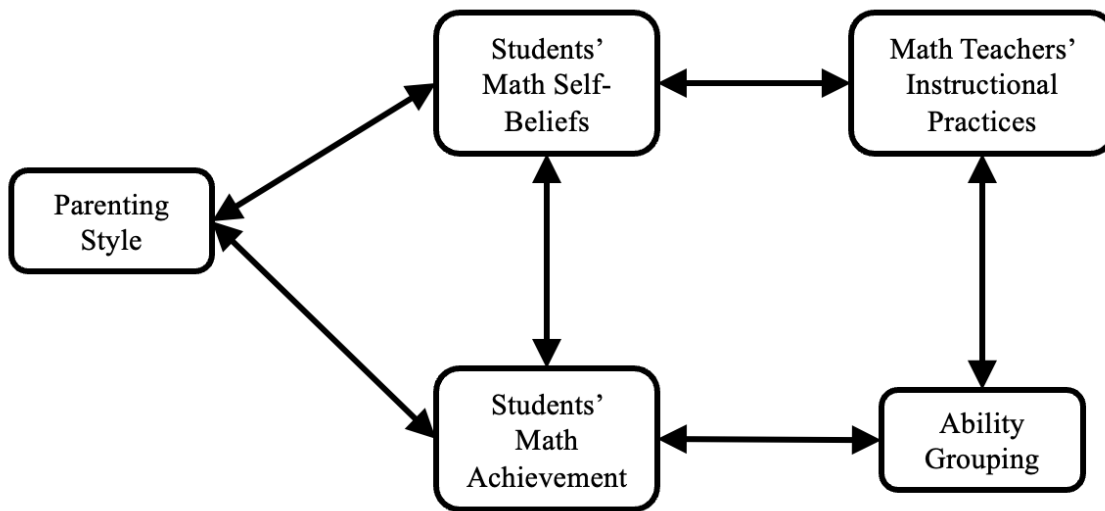 Students’
Math Self-
Beliefs
Math Teachers’
Instructional
Practices
Parenting
Style
Students’
Math
Achievement
Ability
Grouping